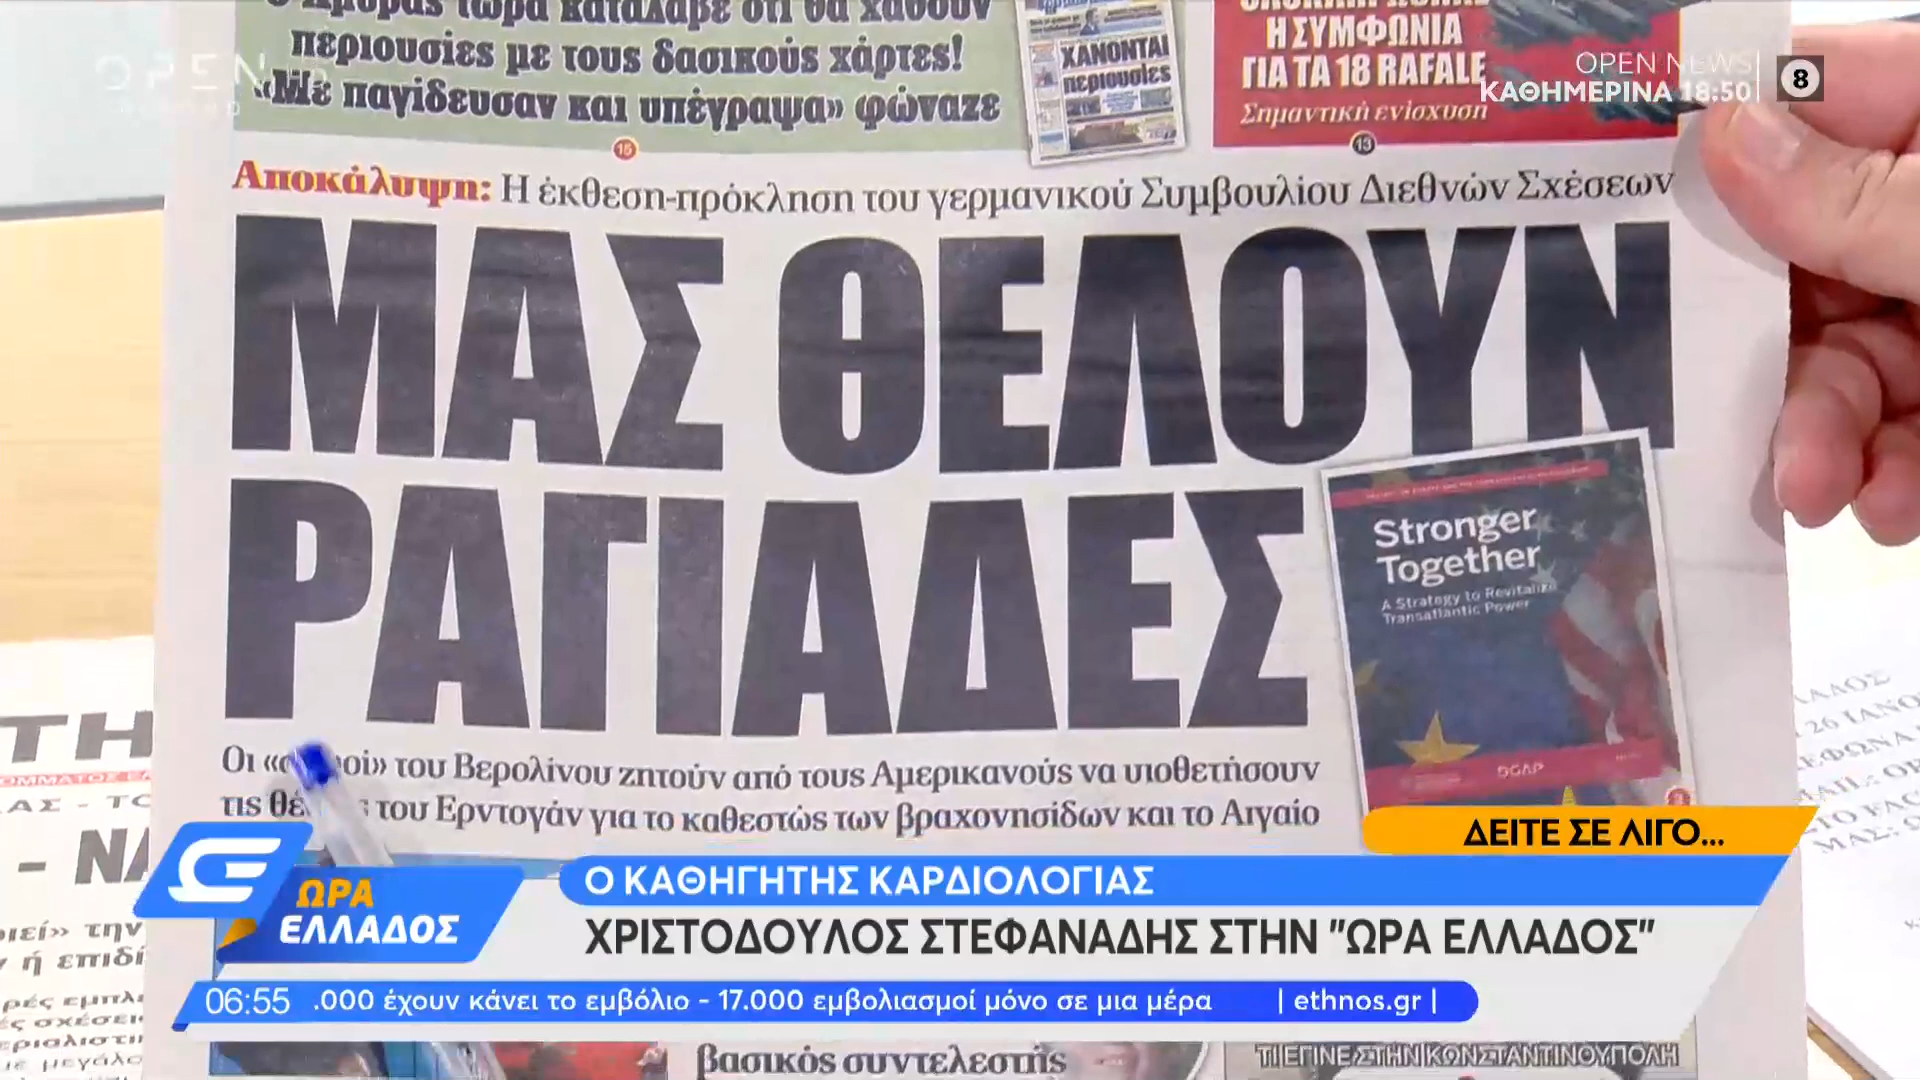 περιουσίες με τους δασικούς χάρτες!
«Με παγίδευσαν και υπέγραψα» φώναζε
15
ΧΑΝΟΝΤΑΙ
περιουσίες
Η ΣΥΜΦΩΝΙΑ
ΓΙΑ ΤΑ 18 RAFALE
Σημαντική ενίσχυση
13
OPEN NEWS
ΚΑΘΗΜΕΡΙΝΑ 18:50
8
OPEN
Αποκάλυψη: Η έκθεση-πρόκληση του γερμανικού Συμβουλίου Διεθνών Σχέσεων
ΜΑΣ ΘΕΛΟΥΝ
ΡΑΓΙΑΔΕΣ
Stronger
Together
A Strategy to Revitalize
Transatlantic Power
DGAP
Οι του Βερολίνου ζητούν από τους Αμερικανούς να υιοθετήσουν
τις του Ερντογάν για το καθεστώς των βραχονησίδων και το Αιγαίο
ΔΕΙΤΕ ΣΕ ΛΙΓΟ...
Ο ΚΑΘΗΓΗΤΗΣ ΚΑΡΔΙΟΛΟΓΙΑΣ
ΧΡΙΣΤΟΔΟΥΛΟΣ ΣΤΕΦΑΝΑΔΗΣ ΣΤΗΝ "ΩΡΑ ΕΛΛΑΔΟΣ"
ΩΡΑ
ΕΛΛΑΔΟΣ
06:55 .000 έχουν κάνει το εμβόλιο - 17.000 εμβολιασμοί μόνο σε μια μέρα | ethnos.gr |
βασικός συντελεστής
ΤΙ ΕΓΙΝΕ ΣΤΗΝ ΚΩΝΣΤΑΝΤΙΝΟΥΠΟΛΗ